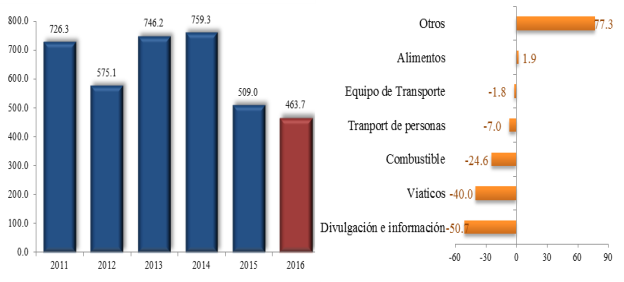 800.0
700.0
600.0
500.0
400.0
300.0
200.0
100.0
0.0
726.3
575.1
746.2
759.3
509.0
463.7
2011 2012 2013 2014 2015 2016
Otros 77.3
Alimentos 1.9
Equipo de Transporte -1.8
Tranport de personas -7.0
Combustible -24.6
Viaticos -40.0
Divulgación e información -50.7
-60 -30 0 30 60 90